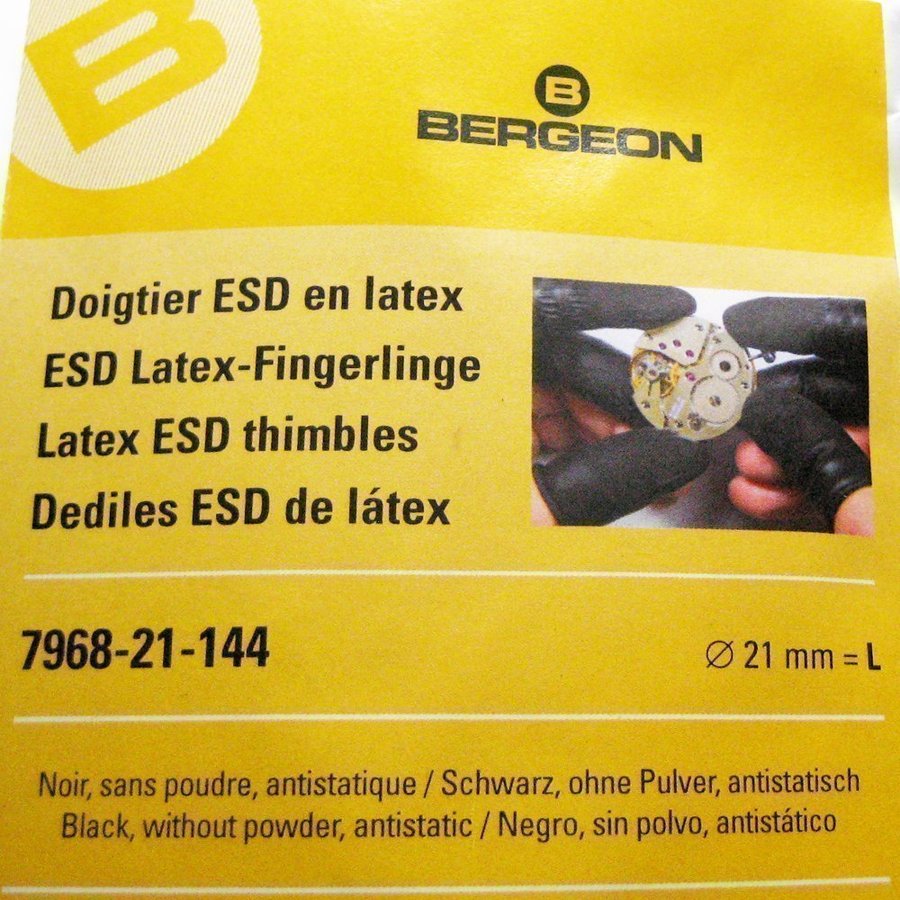 B
B
BERGEON
Doigtier ESD en latex
ESD Latex-Fingerlinge
Latex ESD thimbles
Dediles ESD de látex
7968-21-144
∅ 21 mm = L
Noir, sans poudre, antistatique / Schwarz, ohne Pulver, antistatisch
Black, without powder, antistatic / Negro, sin polvo, antistático